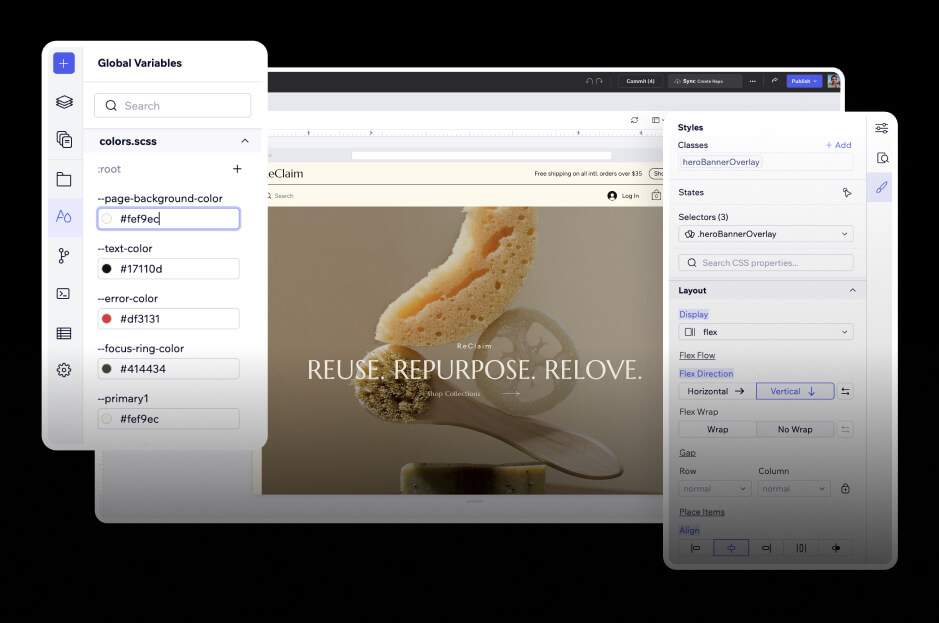 Global Variables
Search
colors.scss
:root
--page-background-color
#fef9ec
--text-color
#17110d
--error-color
#df3131
--focus-ring-color
#414434
--primary1
#fef9ec
Commit (4)
Sync Create Repo
Publish
eClaim
Free shipping on all intl. orders over $35
Sho
Search
Log In
0
ReClaim
REUSE. REPURPOSE. RELOVE.
Shop Collections
Styles
Classes
+ Add
heroBannerOverlay
States
Selectors (3)
.heroBannerOverlay
Search CSS properties...
Layout
Display
flex
Flex Flow
Flex Direction
Horizontal
Vertical
Flex Wrap
Wrap
No Wrap
Gap
Row
Column
normal
normal
Place Items
Align